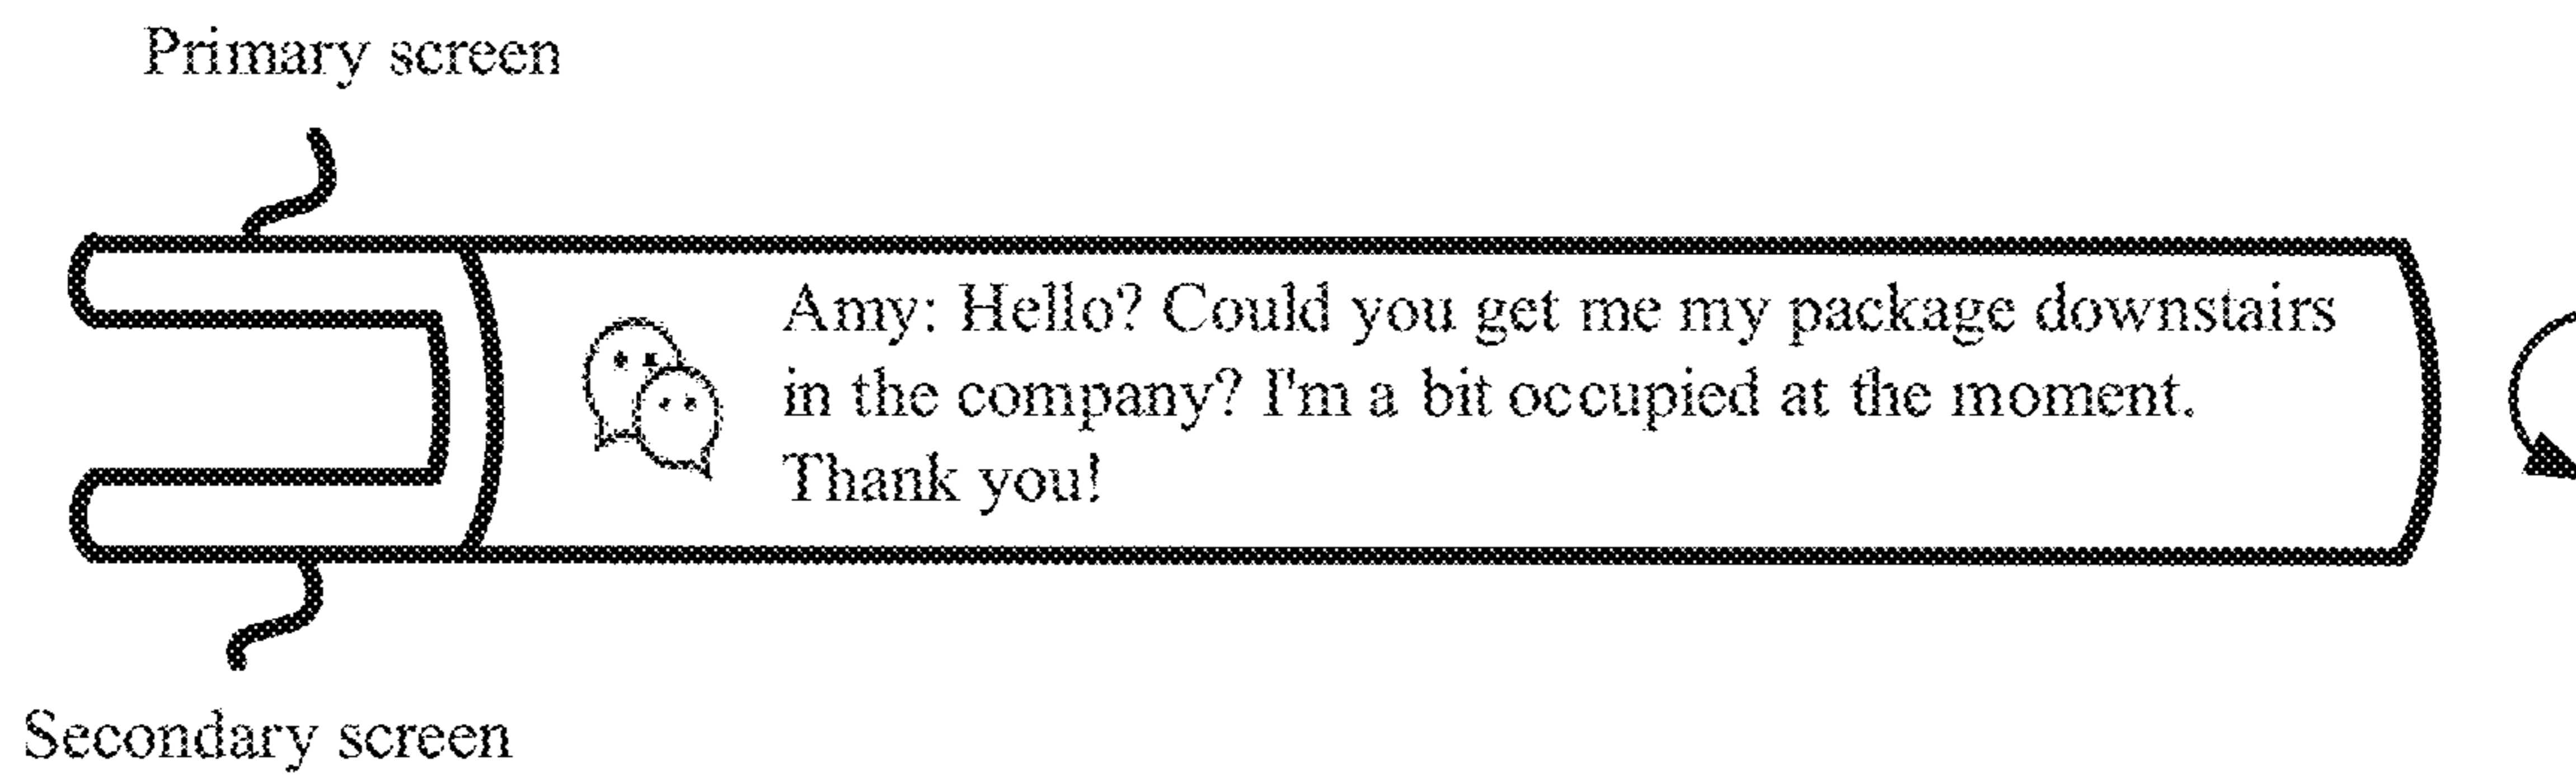 Primary screen
Amy: Hello? Could you get me my package downstairs
in the company? I'm a bit occupied at the moment.
Thank you!
Secondary screen